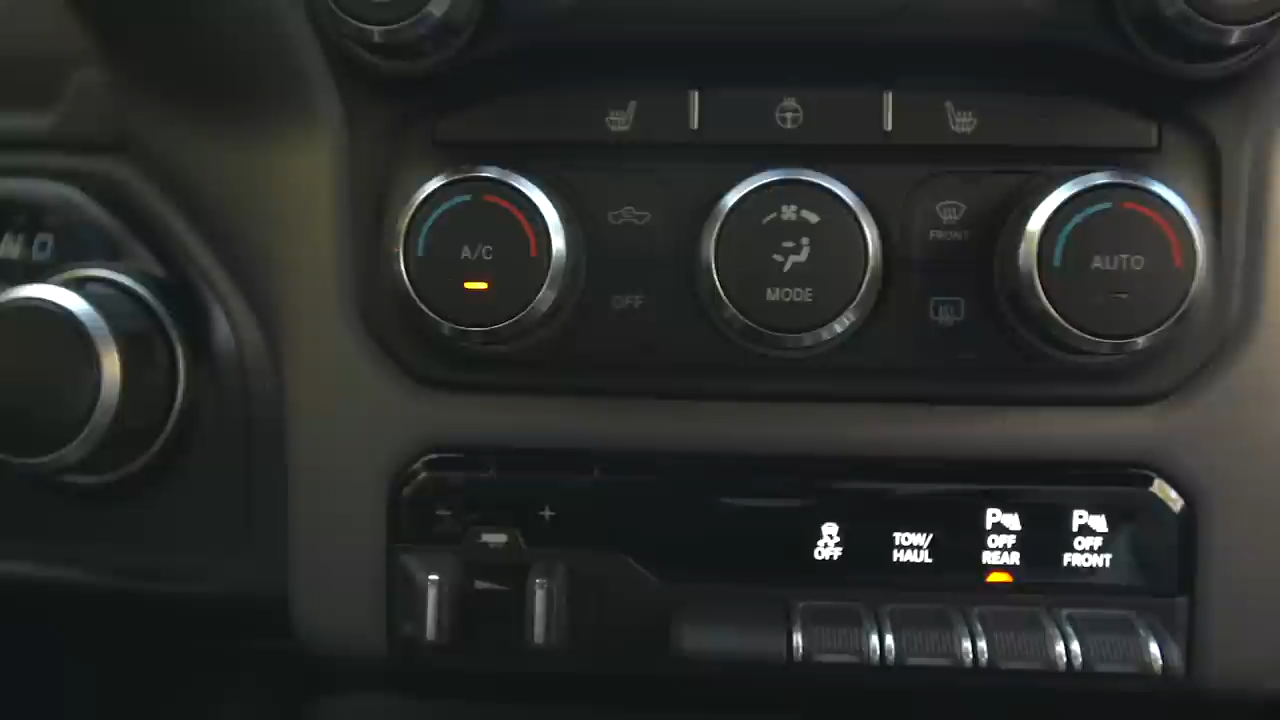 A/C
OFF
MODE
FRONT
AUTO
- +
OFF
TOW/
HAUL
P
OFF
REAR
P
OFF
FRONT